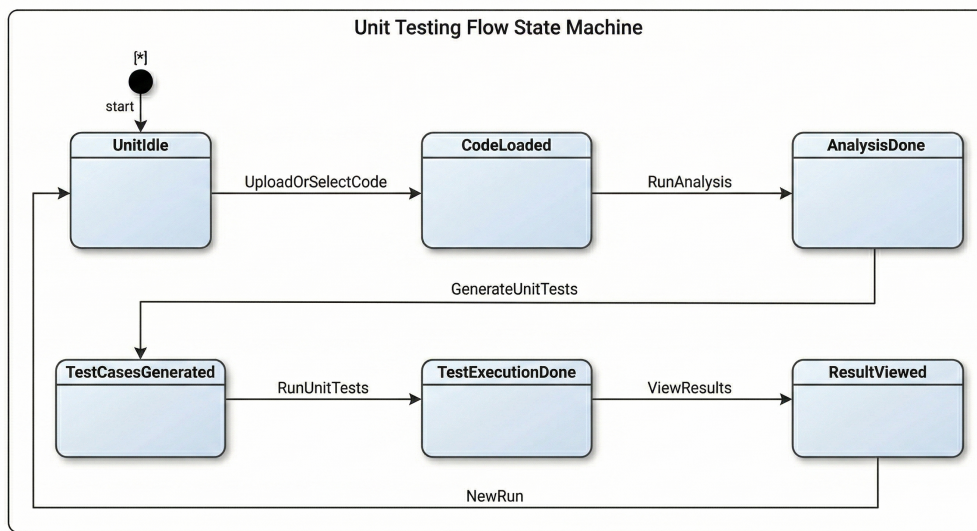 Unit Testing Flow State Machine
[*]
start
UnitIdle
UploadOrSelectCode
CodeLoaded
RunAnalysis
AnalysisDone
GenerateUnitTests
TestCasesGenerated
RunUnitTests
TestExecutionDone
ViewResults
ResultViewed
NewRun